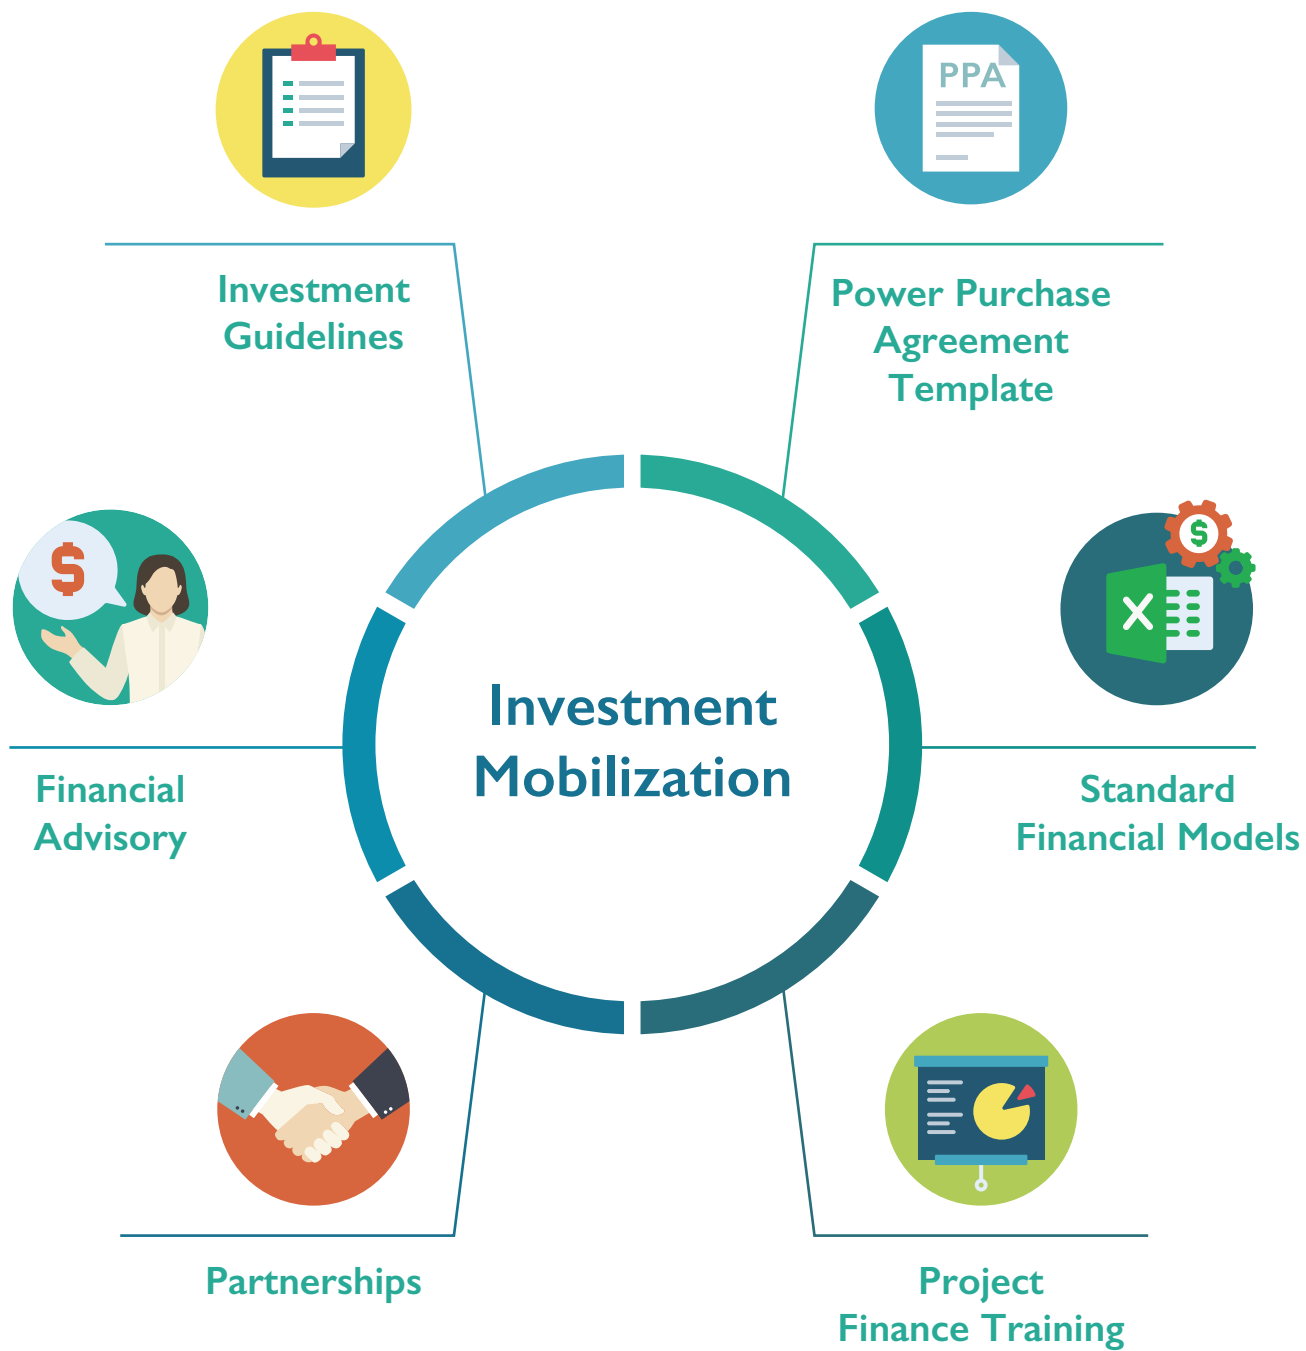 PPA
Investment
Guidelines
Power Purchase
Agreement
Template
$
$
X
Investment
Mobilization
Financial
Advisory
Standard
Financial Models
Partnerships
Project
Finance Training